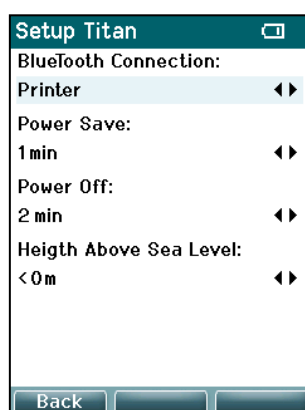 Setup Titan
BlueTooth Connection:
Printer
Power Save:
1 min
Power Off:
2 min
Heigth Above Sea Level:
<0m
Back